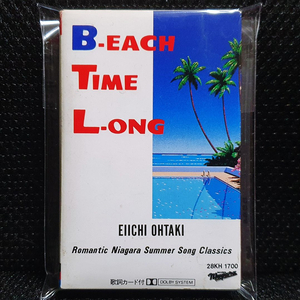 B-EACH
TIME
L-ONG
EIICHI OHTAKI
Romantic Niagara Summer Song Classics
28KH 1700
歌詞カード付 DOLBY SYSTEM
Niagara